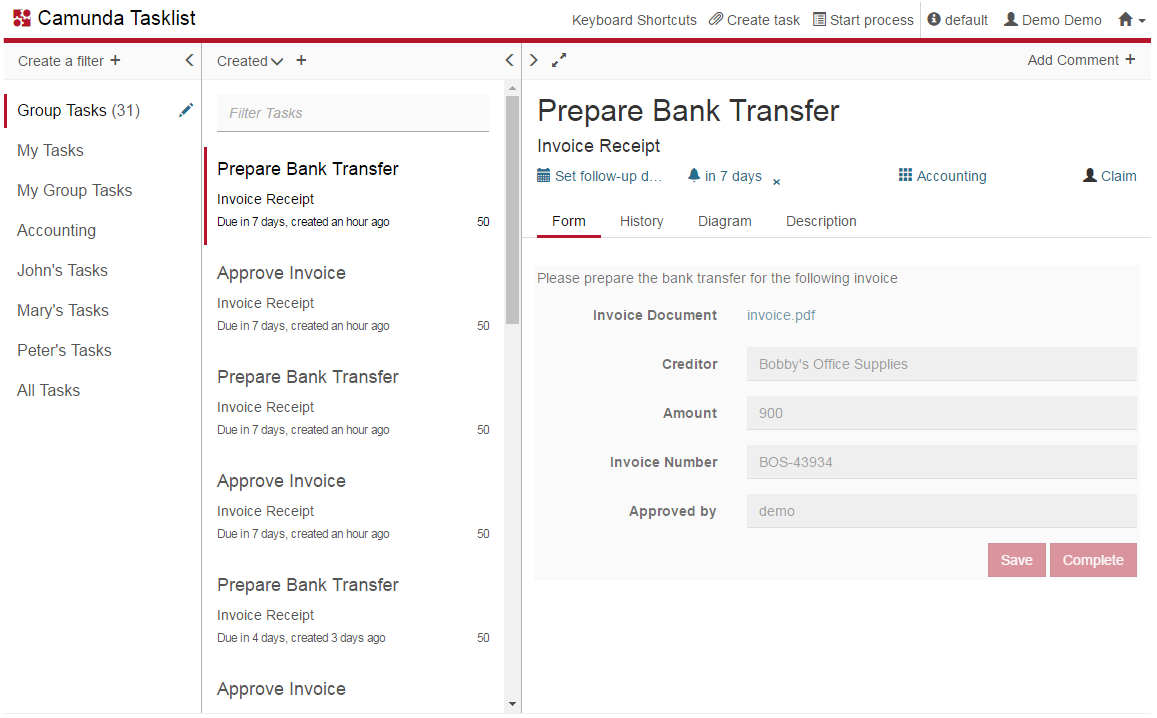 Camunda Tasklist
Keyboard Shortcuts Create task Start process default Demo Demo
Create a filter +
Created +
Add Comment +
Group Tasks (31)
My Tasks
My Group Tasks
Accounting
John's Tasks
Mary's Tasks
Peter's Tasks
All Tasks
Filter Tasks
Prepare Bank Transfer
Invoice Receipt
Due in 7 days, created an hour ago 50
Approve Invoice
Invoice Receipt
Due in 7 days, created an hour ago 50
Prepare Bank Transfer
Invoice Receipt
Due in 7 days, created an hour ago 50
Approve Invoice
Invoice Receipt
Due in 7 days, created an hour ago 50
Prepare Bank Transfer
Invoice Receipt
Due in 4 days, created 3 days ago 50
Approve Invoice
Prepare Bank Transfer
Invoice Receipt
Set follow-up d... in 7 days × Accounting Claim
Form History Diagram Description
Please prepare the bank transfer for the following invoice
Invoice Document invoice.pdf
Creditor Bobby's Office Supplies
Amount 900
Invoice Number BOS-43934
Approved by demo
Save Complete